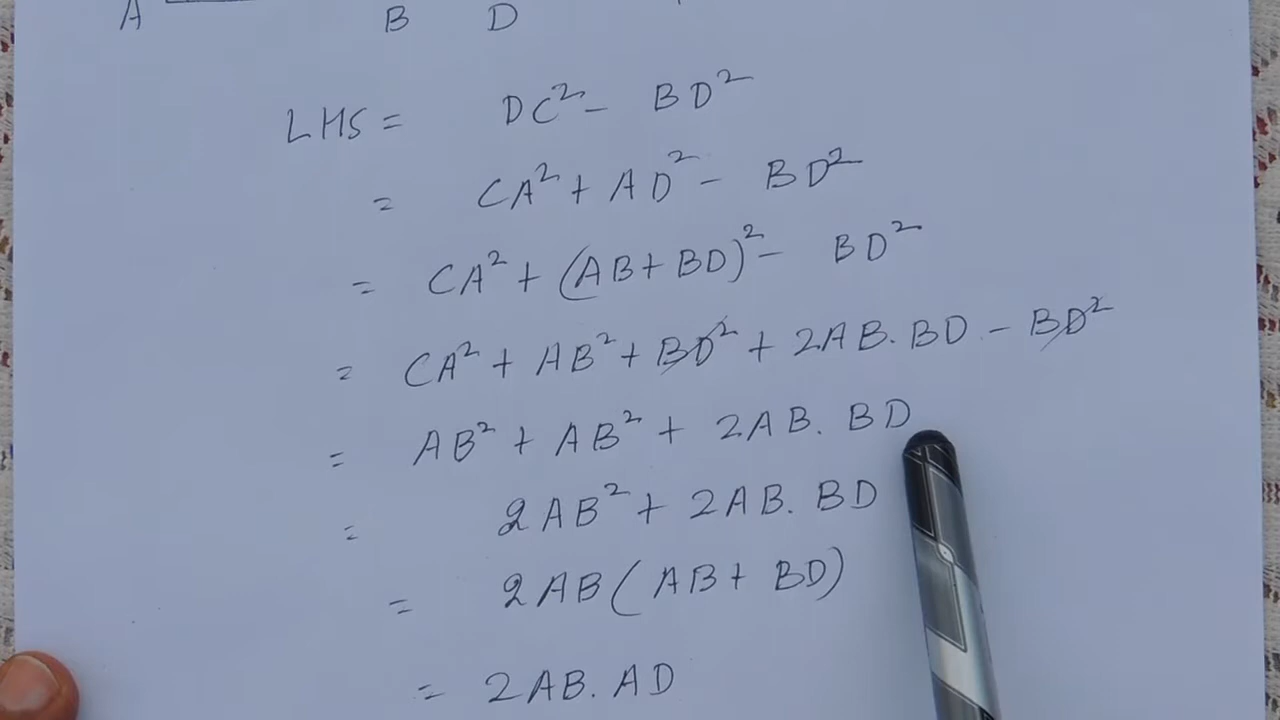 A B D
LHS = DC² - BD²
= CA² + AD² - BD²
= CA² + (AB + BD)² - BD²
= CA² + AB² + BD² + 2AB. BD - BD²
= AB² + AB² + 2AB. BD
= 2AB² + 2AB. BD
= 2AB (AB + BD)
= 2AB. AD